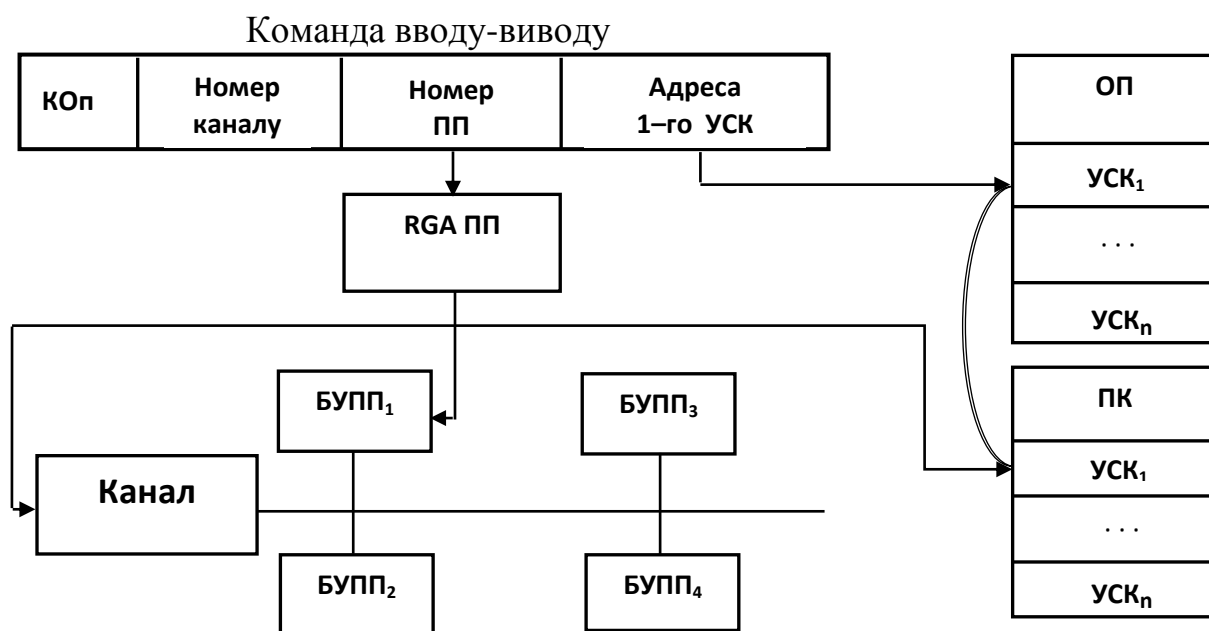 Команда вводу-виводу
КОп
Номер
каналу
Номер
ПП
Адреса
1–го УСК
ОП
УСК₁
. . .
УСКn
RGA ПП
БУПП₁
БУПП₃
ПК
УСК₁
. . .
УСКn
Канал
БУПП₂
БУПП₄